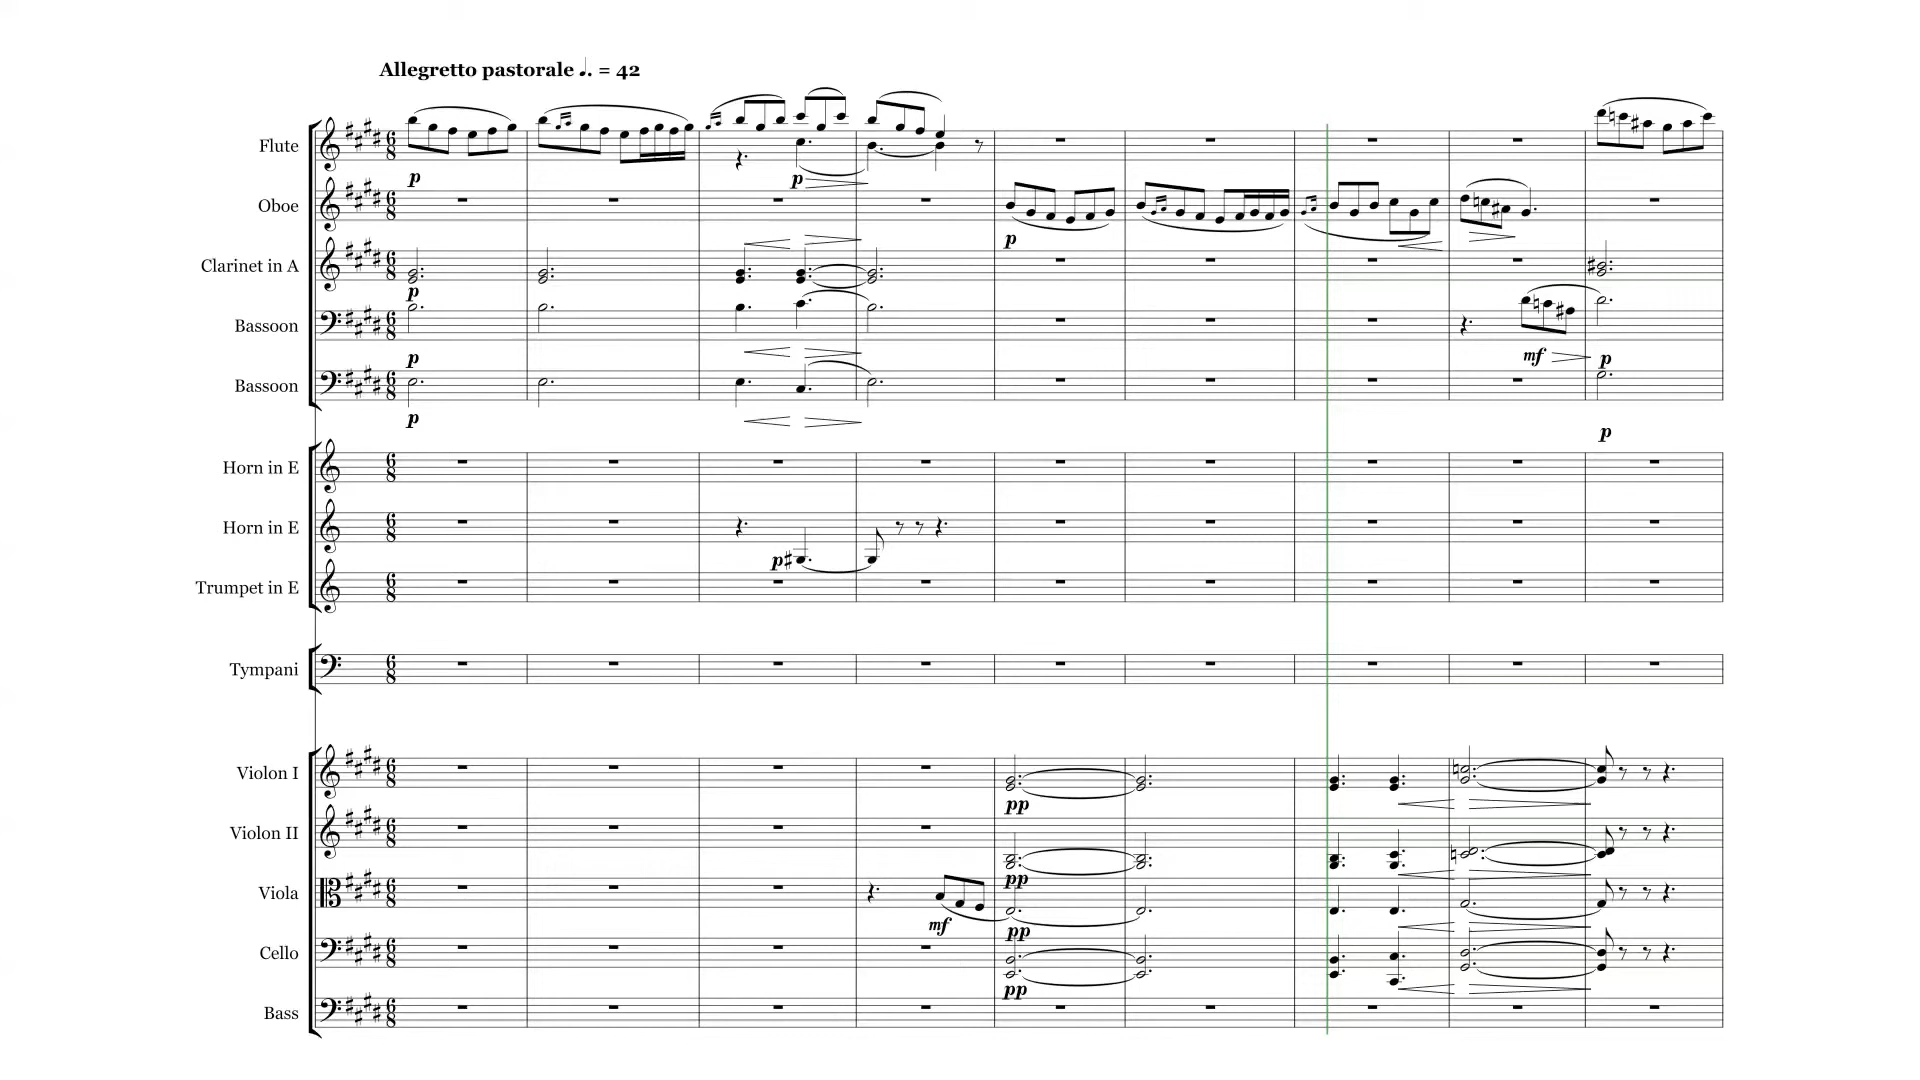 Allegretto pastorale ♩. = 42
Flute
p
p
Oboe
p
Clarinet in A
p
Bassoon
p
mf
p
Bassoon
p
p
Horn in E
Horn in E
p
Trumpet in E
Tympani
Violon I
pp
Violon II
pp
Viola
mf
pp
Cello
pp
Bass